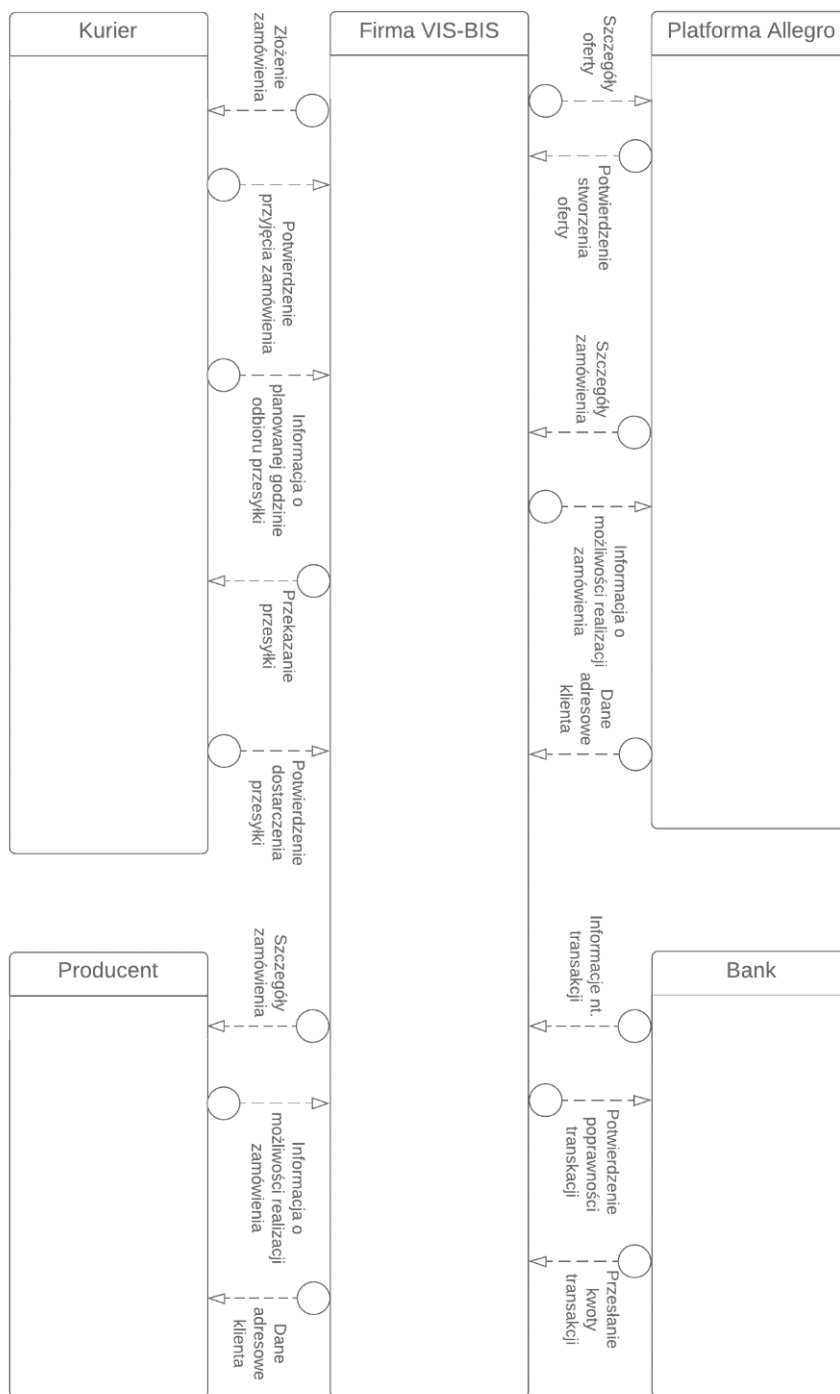 Kurier
Firma VIS-BIS
Platforma Allegro
Złożenie
zamówienia
Potwierdzenie
przyjęcia zamówienia
Informacja o
planowanej godzinie
odbioru przesyłki
Przekazanie
przesyłki
Potwierdzenie
dostarczenia
przesyłki
Szczegóły
oferty
Potwierdzenie
stworzenia
oferty
Szczegóły
zamówienia
Informacja o
możliwości realizacji
zamówienia
Dane
adresowe
klienta
Producent
Bank
Szczegóły
zamówienia
Informacja o
możliwości realizacji
zamówienia
Dane
adresowe
klienta
Informacje nt.
transakcji
Potwierdzenie
poprawności
transkacji
Przesłanie
kwoty
transakcji